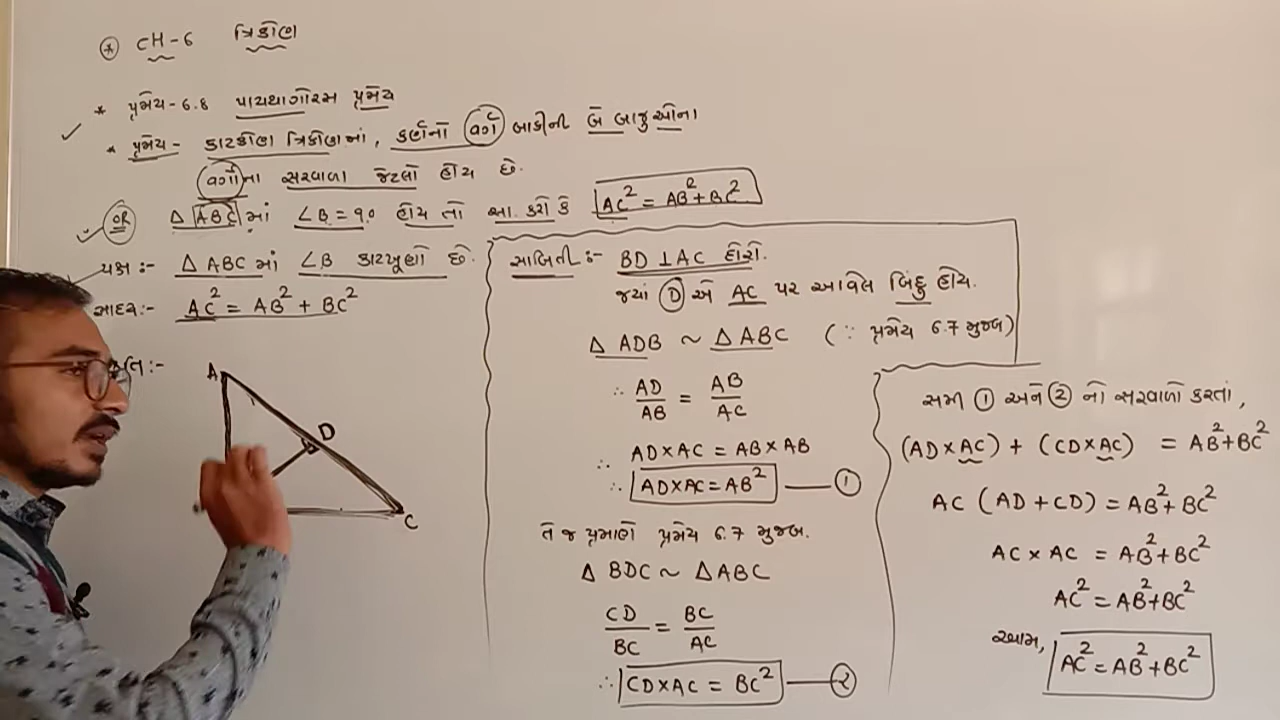 * CH-6 ત્રિકોણ
* પ્રમેય-6.8 પાયથાગોરસ પ્રમેય
* પ્રમેય- કાટકોણ ત્રિકોણમાં, કર્ણનો વર્ગ બાકીની બે બાજુઓના
વર્ગોના સરવાળા જેટલો હોય છે.
OR Δ ABC માં ∠B = ૯૦ હોય તો સા. કરો કે AC² = AB² + BC²
પક્ષ :- Δ ABC માં ∠B કાટખૂણો છે.
સાધ્ય:- AC² = AB² + BC²
તિ:-
A
D
C
સાબિતી:- BD ⊥ AC દોરો.
જ્યાં D એ AC પર આવેલ બિંદુ હોય.
Δ ADB ~ Δ ABC (∵ પ્રમેય 6.7 મુજબ)
∴ AD/AB = AB/AC
∴ AD × AC = AB × AB
∴ AD × AC = AB² —— ①
તે જ પ્રમાણે પ્રમેય 6.7 મુજબ.
Δ BDC ~ Δ ABC
CD/BC = BC/AC
∴ CD × AC = BC² —— ૨
સમી ① અને ② નો સરવાળો કરતાં,
(AD × AC) + (CD × AC) = AB² + BC²
AC (AD + CD) = AB² + BC²
AC × AC = AB² + BC²
AC² = AB² + BC²
આમ, AC² = AB² + BC²